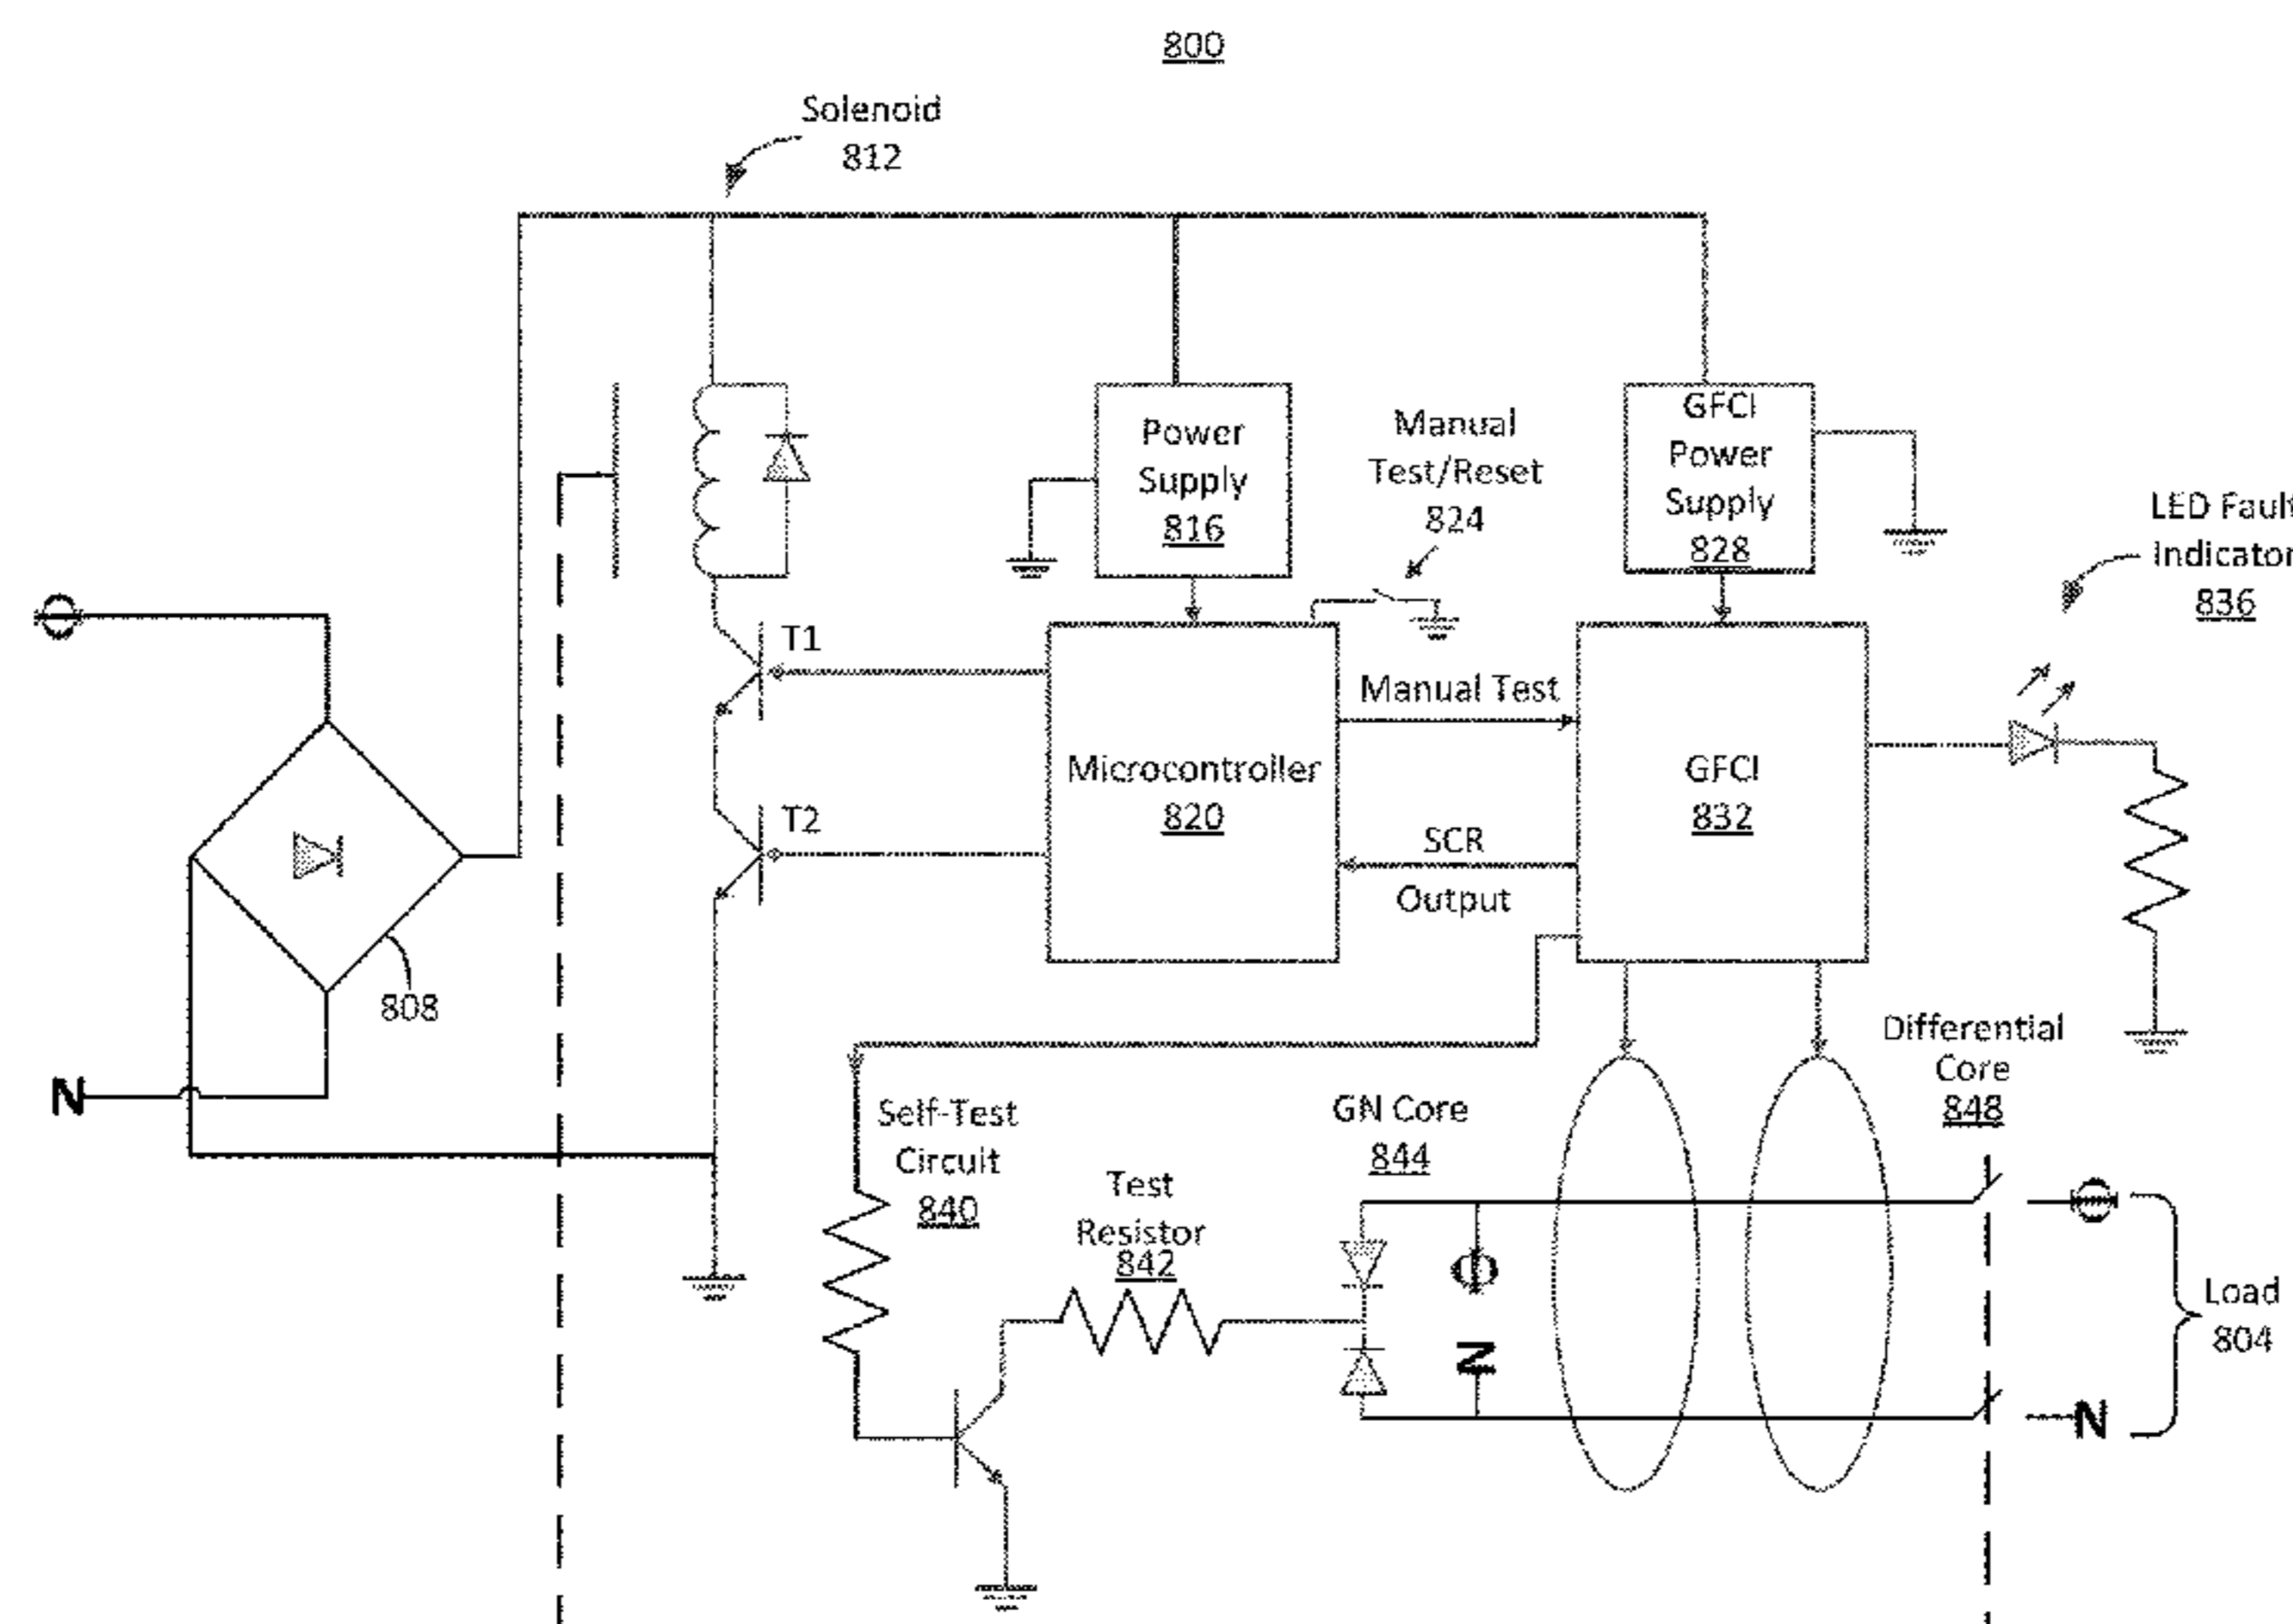 800
Solenoid
812
Power
Supply
816
Manual
Test/Reset
824
GFCI
Power
Supply
828
LED Fault
Indicator
836
T1
T2
Microcontroller
820
Manual Test
SCR
Output
GFCI
832
Φ
N
808
Self-Test
Circuit
840
Test
Resistor
842
GN Core
844
Differential
Core
848
Φ
N
Φ
N
Load
804